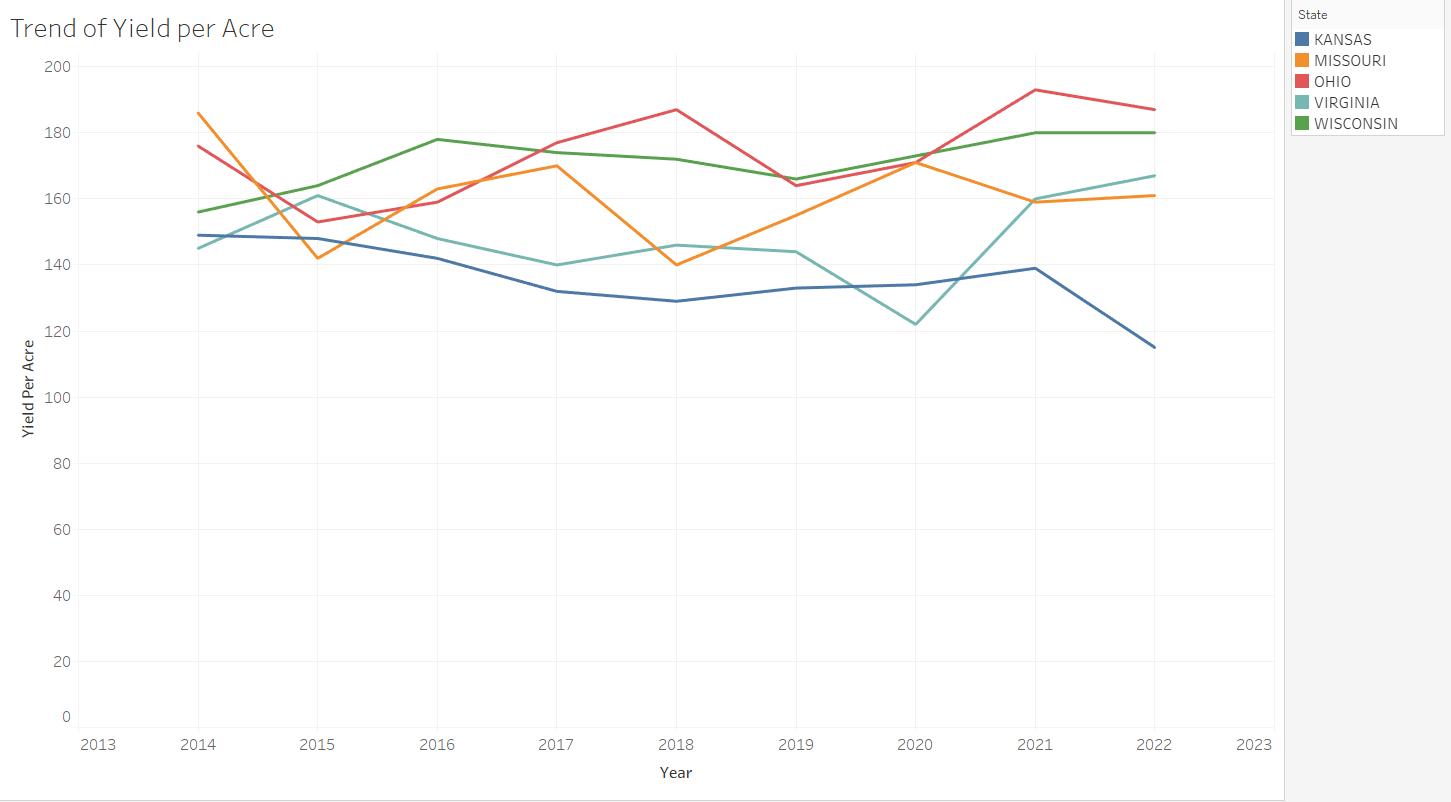 Trend of Yield per Acre
State
KANSAS
MISSOURI
OHIO
VIRGINIA
WISCONSIN
200
180
160
140
120
100
80
60
40
20
0
Yield Per Acre
2013 2014 2015 2016 2017 2018 2019 2020 2021 2022 2023
Year